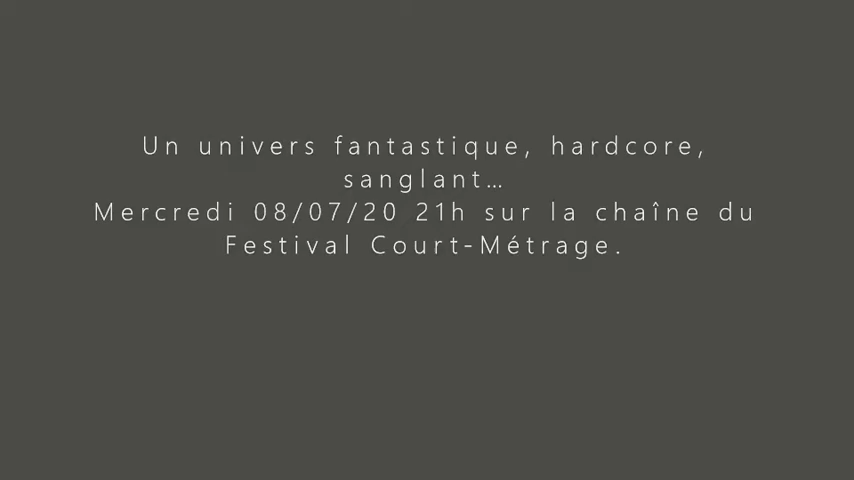 Un univers fantastique, hardcore,
sanglant…
Mercredi 08/07/20 21h sur la chaîne du
Festival Court-Métrage.